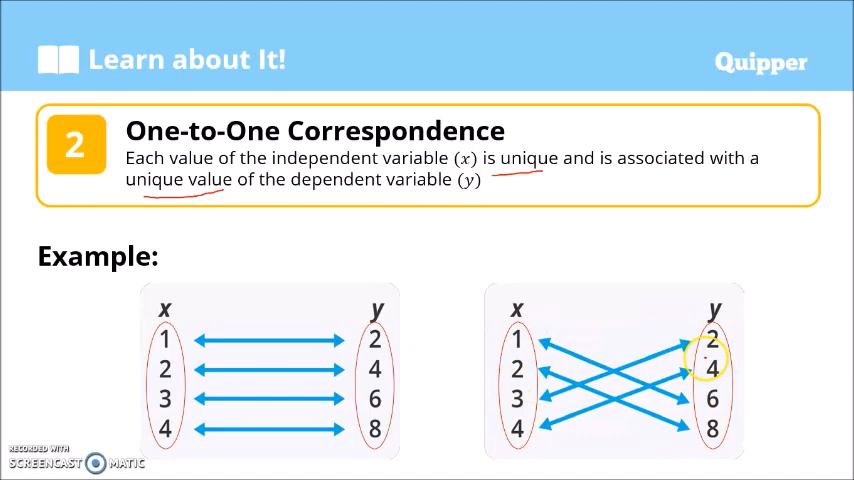 Learn about It!
Quipper
2
One-to-One Correspondence
Each value of the independent variable (x) is unique and is associated with a
unique value of the dependent variable (y)
Example:
x y
1 2
2 4
3 6
4 8
x y
1 2
2 4
3 6
4 8
RECORDED WITH
SCREENCAST MATIC